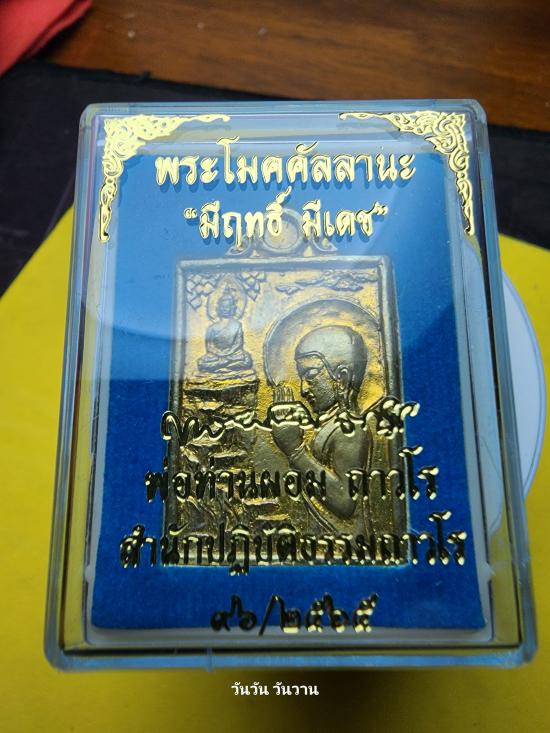 พระโมคคัลลานะ
“มีฤทธิ์ มีเดช”
พ่อท่านผอม ถาวโร
สำนักปฏิบัติธรรมถาวโร
๙๖/๒๕๖๕
วันวัน วันวาน